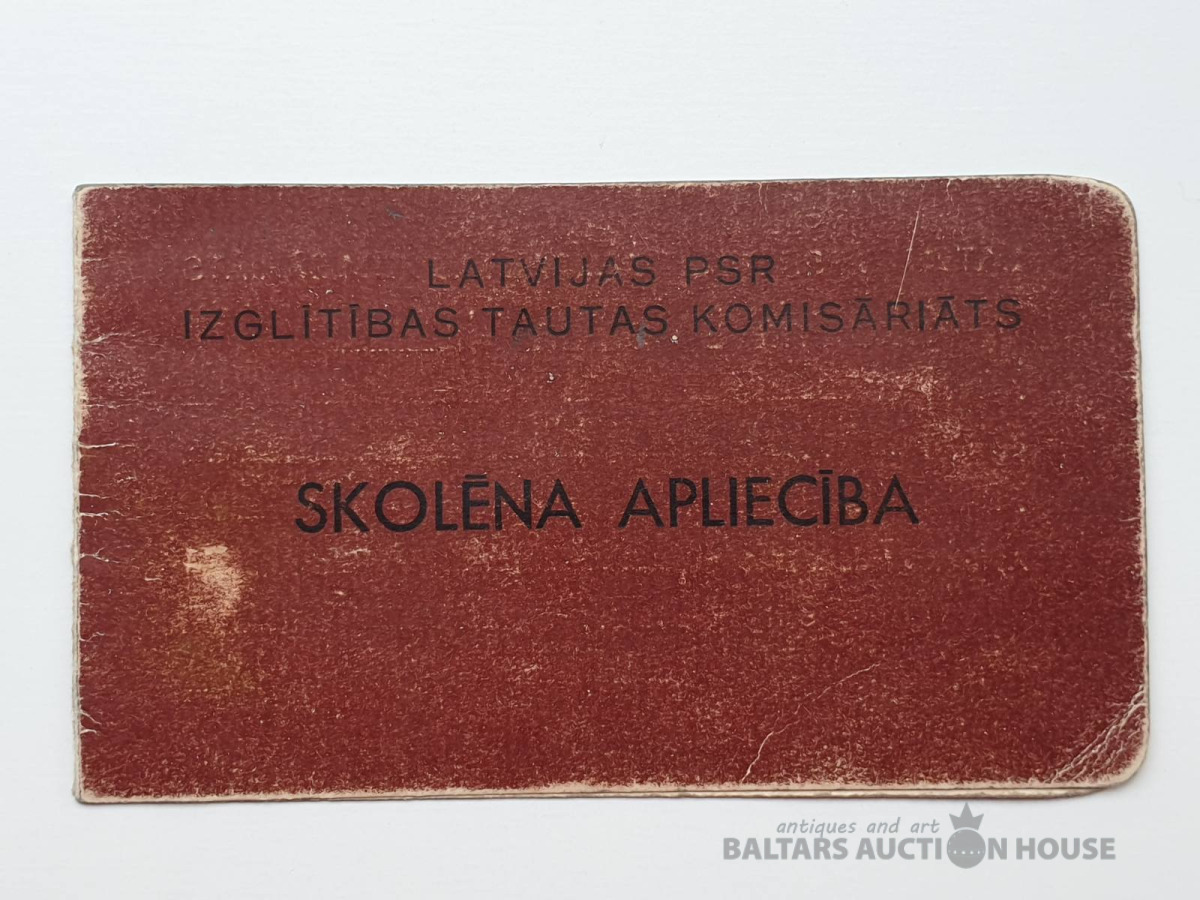 LATVIJAS PSR
IZGLĪTĪBAS TAUTAS KOMISĀRIĀTS
SKOLĒNA APLIECĪBA
antiques and art
BALTARS AUCTION HOUSE